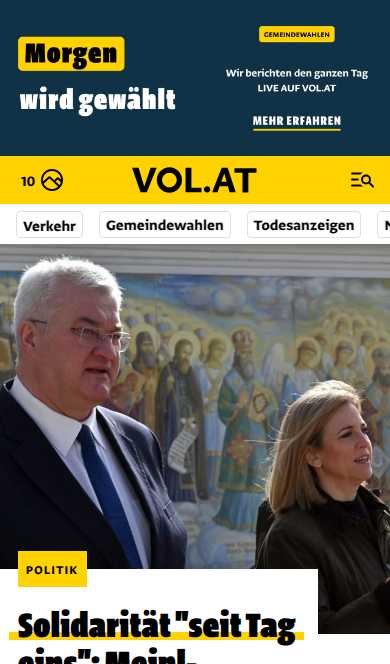 Morgen
wird gewählt
GEMEINDEWAHLEN
Wir berichten den ganzen Tag
LIVE AUF VOL.AT
MEHR ERFAHREN
10
VOL.AT
Verkehr
Gemeindewahlen
Todesanzeigen
POLITIK
Solidarität "seit Tag
eins": Meinl-